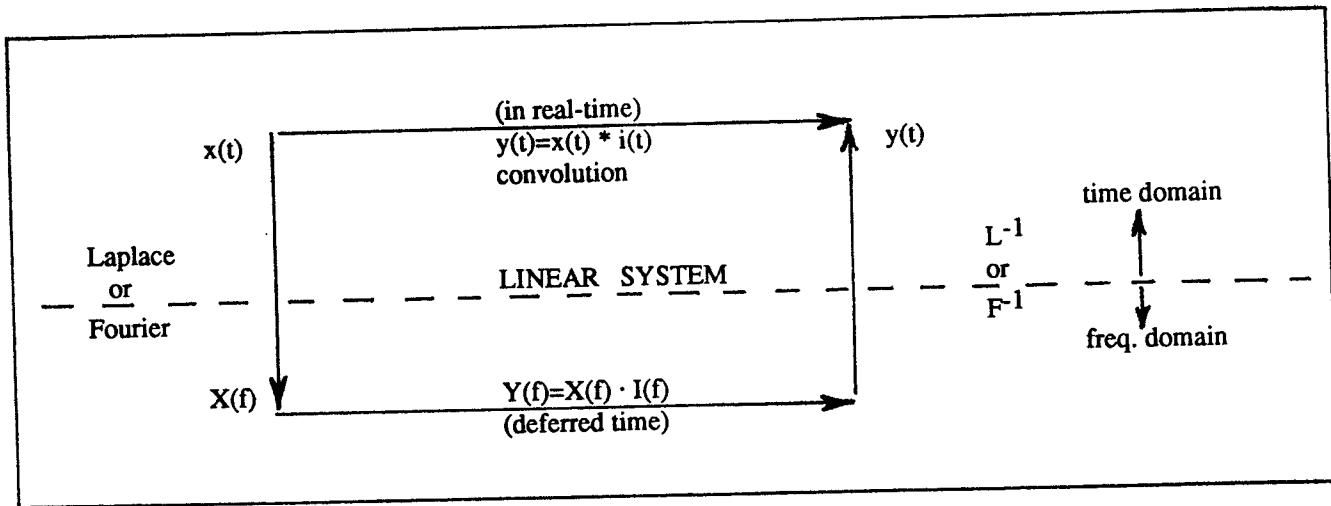 (in real-time)
x(t)
y(t)=x(t) * i(t)
y(t)
convolution
time domain
Laplace
or
Fourier
LINEAR SYSTEM
L-1
or
F-1
freq. domain
X(f)
Y(f)=X(f) · I(f)
(deferred time)